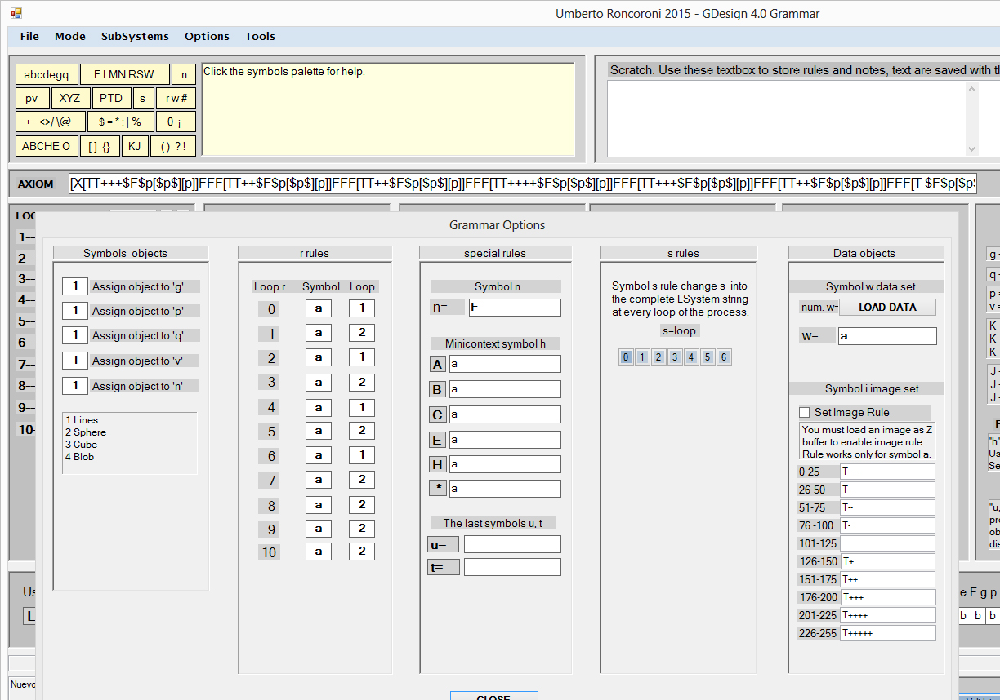 Umberto Roncoroni 2015 - GDesign 4.0 Grammar
File Mode SubSystems Options Tools
abcdegq F LMN RSW n
pv XYZ PTD s r w #
+ - <>/ \@ $ = * : | % 0 ¡
ABCHE O [ ] {} KJ ( ) ? !
Click the symbols palette for help.
Scratch. Use these textbox to store rules and notes, text are saved with th
AXIOM [X[TT+++$F$p[$p$][p]]FFF[TT++$F$p[$p$][p]]FFF[TT++$F$p[$p$][p]]FFF[TT++++$F$p[$p$][p]]FFF[TT+++$F$p[$p$][p]]FFF[TT++$F$p[$p$][p]]FFF[T $F$p[$p$
LOO
1--
2--
3--
4--
5--
6--
7--
8--
9--
10-
Us
L
Nuevo
Grammar Options
Symbols objects
1 Assign object to 'g'
1 Assign object to 'p'
1 Assign object to 'q'
1 Assign object to 'v'
1 Assign object to 'n'
1 Lines
2 Sphere
3 Cube
4 Blob
r rules
Loop r Symbol Loop
0 a 1
1 a 2
2 a 1
3 a 2
4 a 1
5 a 2
6 a 1
7 a 2
8 a 2
9 a 2
10 a 2
special rules
Symbol n
n= F
Minicontext symbol h
A a
B a
C a
E a
H a
* a
The last symbols u, t
u=
t=
s rules
Symbol s rule change s into
the complete LSystem string
at every loop of the process.
s=loop
0 1 2 3 4 5 6
Data objects
Symbol w data set
num. w= LOAD DATA
w= a
Symbol i image set
Set Image Rule
You must load an image as Z
buffer to enable image rule.
Rule works only for symbol a.
0-25 T----
26-50 T---
51-75 T--
76 -100 T-
101-125
126-150 T+
151-175 T++
176-200 T+++
201-225 T++++
226-255 T+++++
CLOSE
g -
q -
p =
v =
K -
K -
K -
J -
J -
J -
E
"h"
Us
Se
"u,
pro
ob
dis
e F g p.
b b b